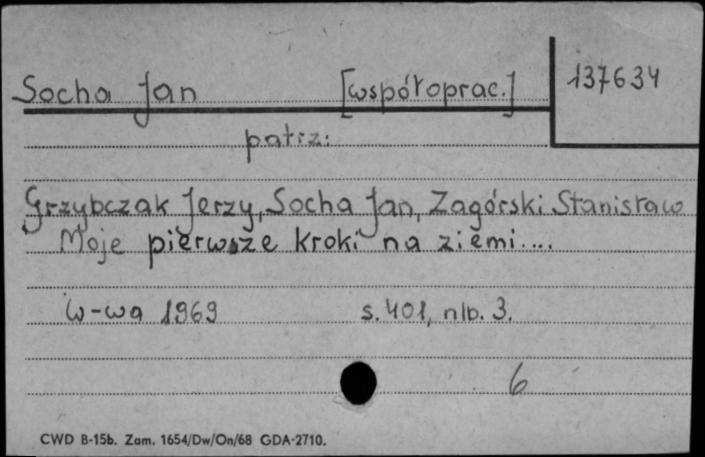 Socha Jan [współoprac.] 137634
patrz:
Grzybczak Jerzy, Socha Jan, Zagórski Stanisław
Moje pierwsze kroki na ziemi....
W-wa 1969 s. 401, nlb. 3.
6
CWD B-15b. Zam. 1654/Dw/On/68 GDA-2710.